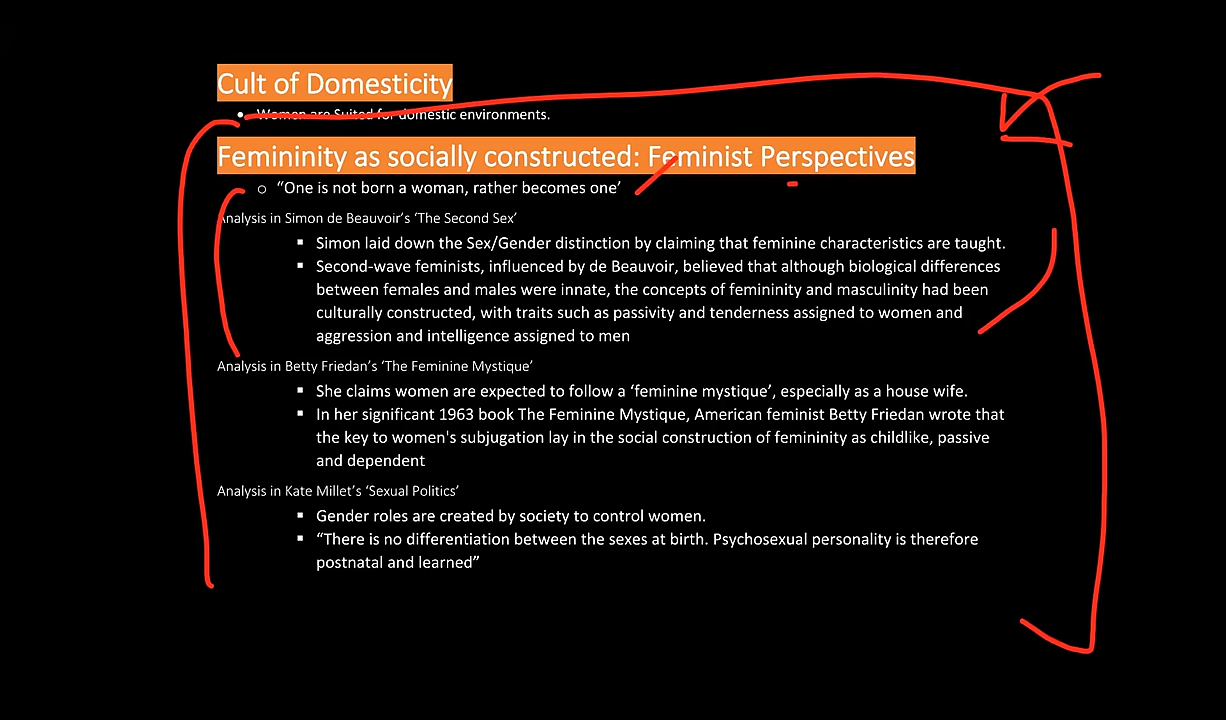 Cult of Domesticity
• Women are Suited for domestic environments.
Femininity as socially constructed: Feminist Perspectives
○ “One is not born a woman, rather becomes one’
Analysis in Simon de Beauvoir’s ‘The Second Sex’
▪ Simon laid down the Sex/Gender distinction by claiming that feminine characteristics are taught.
▪ Second-wave feminists, influenced by de Beauvoir, believed that although biological differences
between females and males were innate, the concepts of femininity and masculinity had been
culturally constructed, with traits such as passivity and tenderness assigned to women and
aggression and intelligence assigned to men
Analysis in Betty Friedan’s ‘The Feminine Mystique’
▪ She claims women are expected to follow a ‘feminine mystique’, especially as a house wife.
▪ In her significant 1963 book The Feminine Mystique, American feminist Betty Friedan wrote that
the key to women's subjugation lay in the social construction of femininity as childlike, passive
and dependent
Analysis in Kate Millet’s ‘Sexual Politics’
▪ Gender roles are created by society to control women.
▪ “There is no differentiation between the sexes at birth. Psychosexual personality is therefore
postnatal and learned”